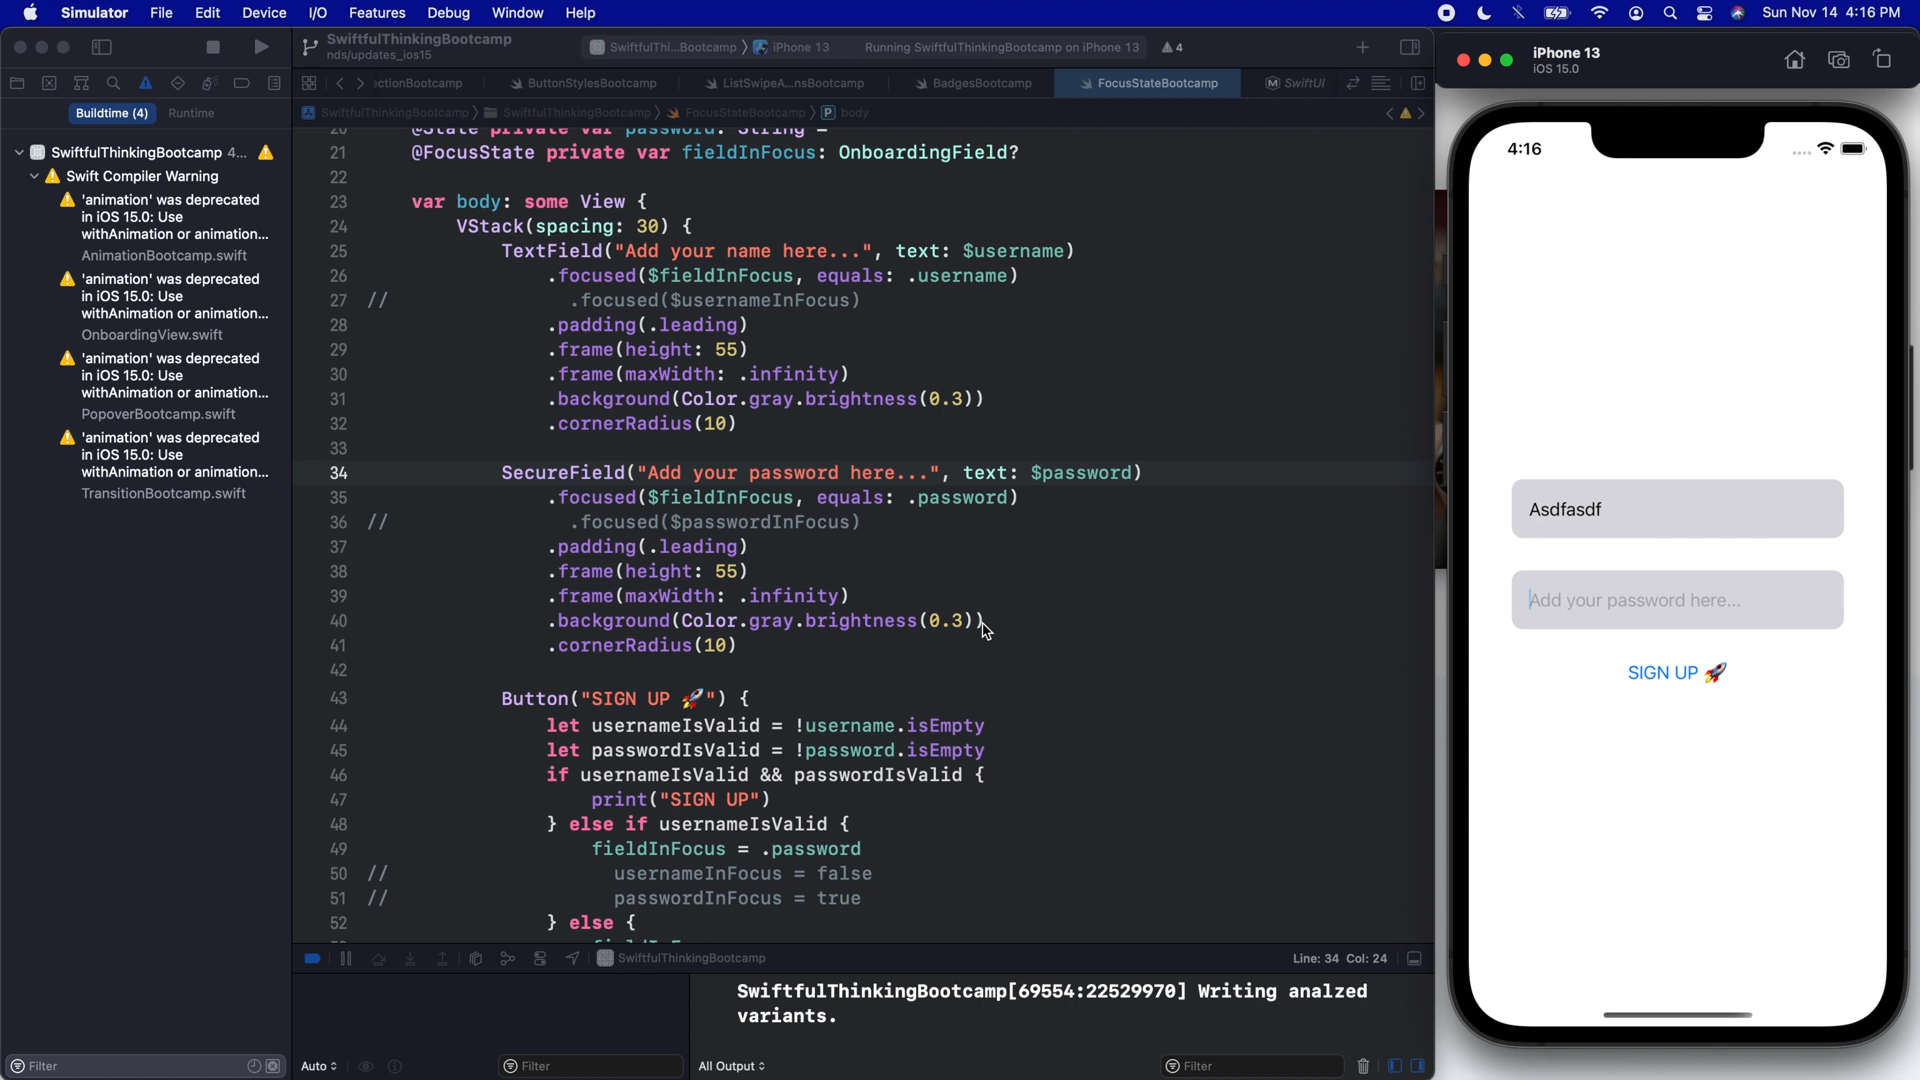 Simulator File Edit Device I/O Features Debug Window Help Sun Nov 14 4:16 PM
SwiftfulThinkingBootcamp
nds/updates_ios15
SwiftfulThi...Bootcamp iPhone 13 Running SwiftfulThinkingBootcamp on iPhone 13 4
iPhone 13
iOS 15.0
ectionBootcamp ButtonStylesBootcamp ListSwipeA...nsBootcamp BadgesBootcamp FocusStateBootcamp SwiftUI
Buildtime (4) Runtime
SwiftfulThinkingBootcamp SwiftfulThinkingBootcamp FocusStateBootcamp P body
SwiftfulThinkingBootcamp 4...
Swift Compiler Warning
'animation' was deprecated
in iOS 15.0: Use
withAnimation or animation...
AnimationBootcamp.swift
'animation' was deprecated
in iOS 15.0: Use
withAnimation or animation...
OnboardingView.swift
'animation' was deprecated
in iOS 15.0: Use
withAnimation or animation...
PopoverBootcamp.swift
'animation' was deprecated
in iOS 15.0: Use
withAnimation or animation...
TransitionBootcamp.swift
Filter
20 @State private var password: String =
21 @FocusState private var fieldInFocus: OnboardingField?
22
23 var body: some View {
24 VStack(spacing: 30) {
25 TextField("Add your name here...", text: $username)
26 .focused($fieldInFocus, equals: .username)
27 // .focused($usernameInFocus)
28 .padding(.leading)
29 .frame(height: 55)
30 .frame(maxWidth: .infinity)
31 .background(Color.gray.brightness(0.3))
32 .cornerRadius(10)
33
34 SecureField("Add your password here...", text: $password)
35 .focused($fieldInFocus, equals: .password)
36 // .focused($passwordInFocus)
37 .padding(.leading)
38 .frame(height: 55)
39 .frame(maxWidth: .infinity)
40 .background(Color.gray.brightness(0.3))
41 .cornerRadius(10)
42
43 Button("SIGN UP 🚀") {
44 let usernameIsValid = !username.isEmpty
45 let passwordIsValid = !password.isEmpty
46 if usernameIsValid && passwordIsValid {
47 print("SIGN UP")
48 } else if usernameIsValid {
49 fieldInFocus = .password
50 // usernameInFocus = false
51 // passwordInFocus = true
52 } else {
SwiftfulThinkingBootcamp Line: 34 Col: 24
SwiftfulThinkingBootcamp[69554:22529970] Writing analzed
variants.
Auto Filter All Output Filter
4:16
Asdfasdf
Add your password here...
SIGN UP 🚀